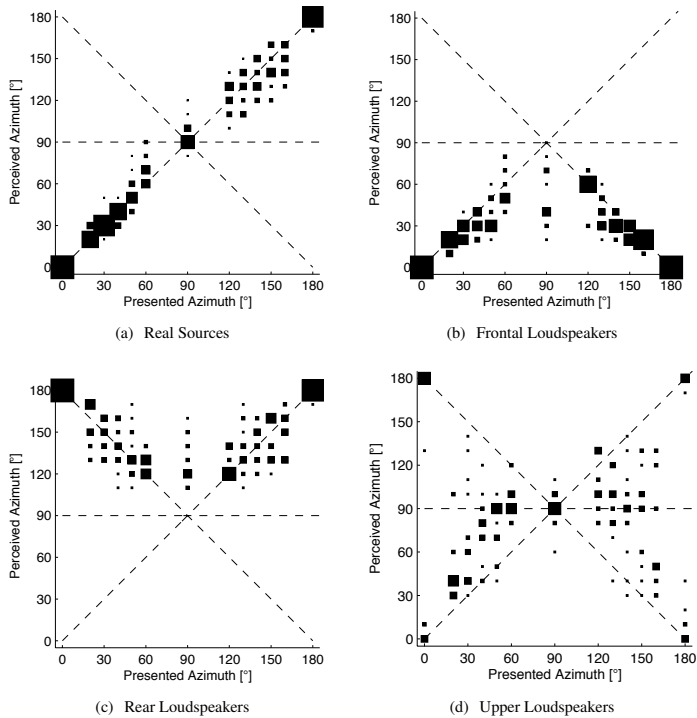 180
150
120
90
60
30
0
Perceived Azimuth [°]
0 30 60 90 120 150 180
Presented Azimuth [°]
(a) Real Sources
180
150
120
90
60
30
0
Perceived Azimuth [°]
0 30 60 90 120 150 180
Presented Azimuth [°]
(b) Frontal Loudspeakers
180
150
120
90
60
30
0
Perceived Azimuth [°]
0 30 60 90 120 150 180
Presented Azimuth [°]
(c) Rear Loudspeakers
180
150
120
90
60
30
0
Perceived Azimuth [°]
0 30 60 90 120 150 180
Presented Azimuth [°]
(d) Upper Loudspeakers